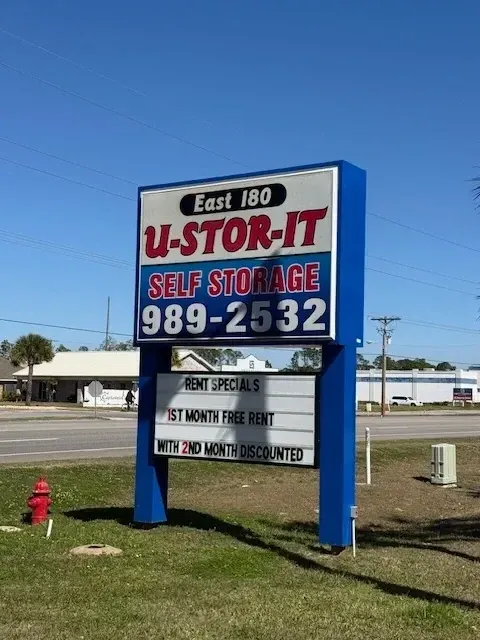 East 180
U-STOR-IT
SELF STORAGE
989-2532
RENT SPECIALS
1ST MONTH FREE RENT
WITH 2ND MONTH DISCOUNTED